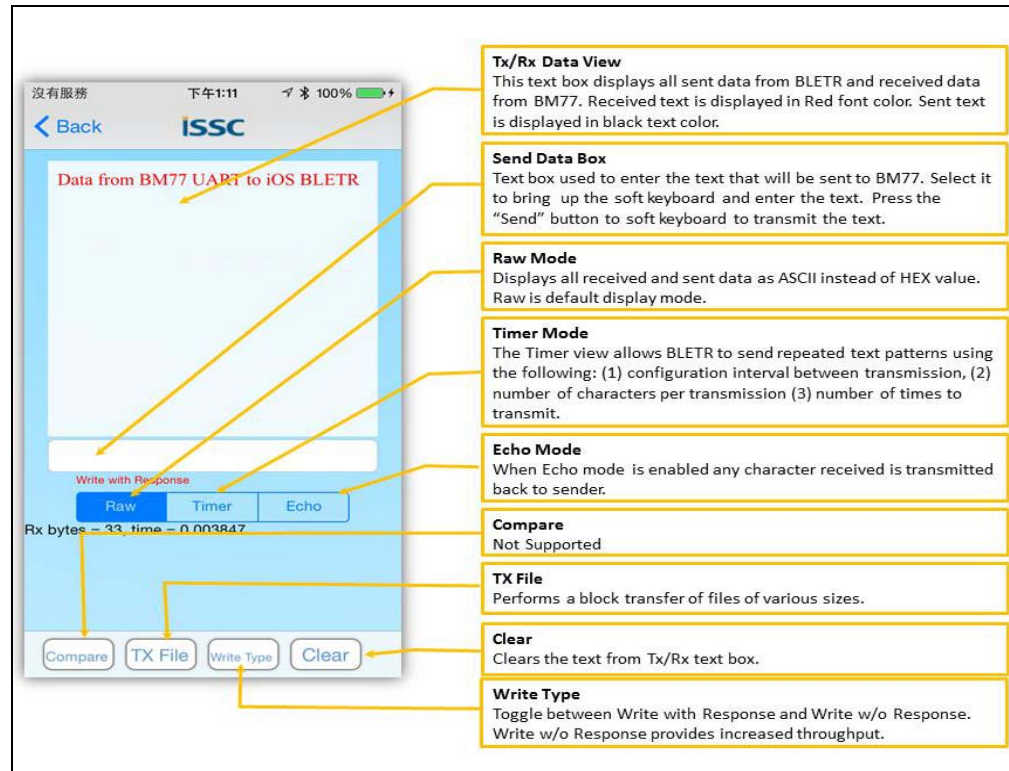 沒有服務 下午1:11 100%
Back ISSC
Data from BM77 UART to iOS BLETR
Write with Response
Raw Timer Echo
Rx bytes = 33, time = 0.003847
Compare TX File Write Type Clear
Tx/Rx Data View
This text box displays all sent data from BLETR and received data
from BM77. Received text is displayed in Red font color. Sent text
is displayed in black text color.
Send Data Box
Text box used to enter the text that will be sent to BM77. Select it
to bring up the soft keyboard and enter the text. Press the
“Send” button to soft keyboard to transmit the text.
Raw Mode
Displays all received and sent data as ASCII instead of HEX value.
Raw is default display mode.
Timer Mode
The Timer view allows BLETR to send repeated text patterns using
the following: (1) configuration interval between transmission, (2)
number of characters per transmission (3) number of times to
transmit.
Echo Mode
When Echo mode is enabled any character received is transmitted
back to sender.
Compare
Not Supported
TX File
Performs a block transfer of files of various sizes.
Clear
Clears the text from Tx/Rx text box.
Write Type
Toggle between Write with Response and Write w/o Response.
Write w/o Response provides increased throughput.